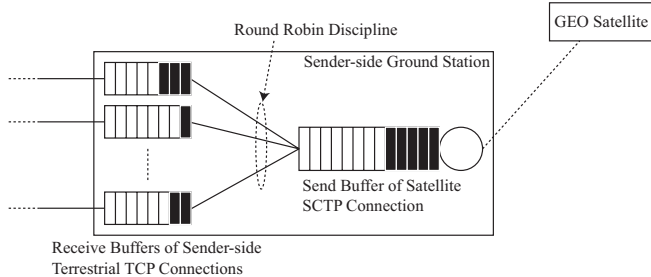 GEO Satellite
Round Robin Discipline
Sender-side Ground Station
Send Buffer of Satellite
SCTP Connection
Receive Buffers of Sender-side
Terrestrial TCP Connections